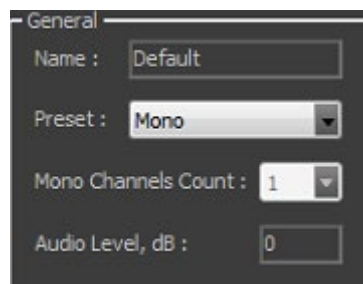 General
Name : Default
Preset : Mono
Mono Channels Count : 1
Audio Level, dB : 0